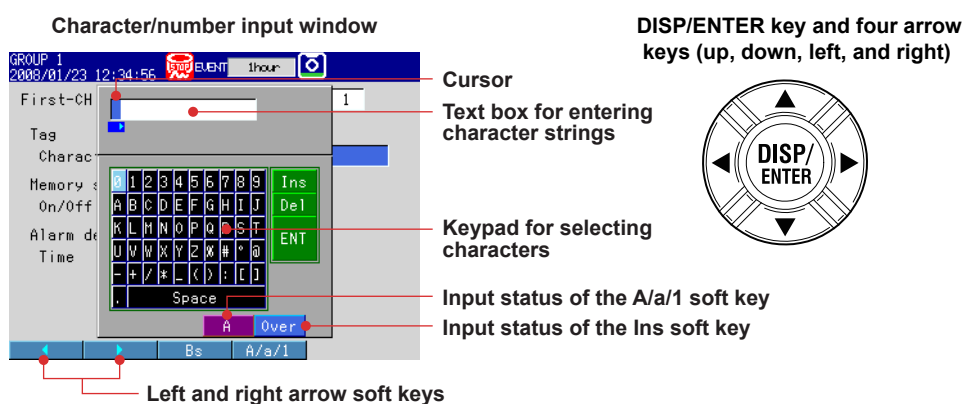 Character/number input window
DISP/ENTER key and four arrow
keys (up, down, left, and right)
GROUP 1
2008/01/23 12:34:56
STOP
EVENT
1hour
First-CH
1
Tag
Charac
Memory s
On/Off
Alarm de
Time
0 1 2 3 4 5 6 7 8 9
A B C D E F G H I J
K L M N O P Q R S T
U V W X Y Z % # ° @
- + / * _ ( ) : [ ]
. Space
Ins
Del
ENT
A
Over
Bs
A/a/1
Cursor
Text box for entering
character strings
Keypad for selecting
characters
Input status of the A/a/1 soft key
Input status of the Ins soft key
Left and right arrow soft keys
DISP/
ENTER